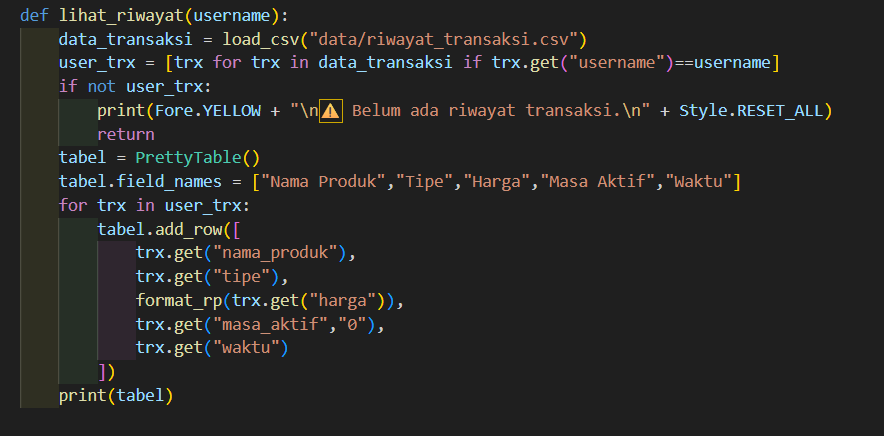 def lihat_riwayat(username):
    data_transaksi = load_csv("data/riwayat_transaksi.csv")
    user_trx = [trx for trx in data_transaksi if trx.get("username")==username]
    if not user_trx:
        print(Fore.YELLOW + "\n⚠️ Belum ada riwayat transaksi.\n" + Style.RESET_ALL)
        return
    tabel = PrettyTable()
    tabel.field_names = ["Nama Produk","Tipe","Harga","Masa Aktif","Waktu"]
    for trx in user_trx:
        tabel.add_row([
            trx.get("nama_produk"),
            trx.get("tipe"),
            format_rp(trx.get("harga")),
            trx.get("masa_aktif","0"),
            trx.get("waktu")
        ])
    print(tabel)